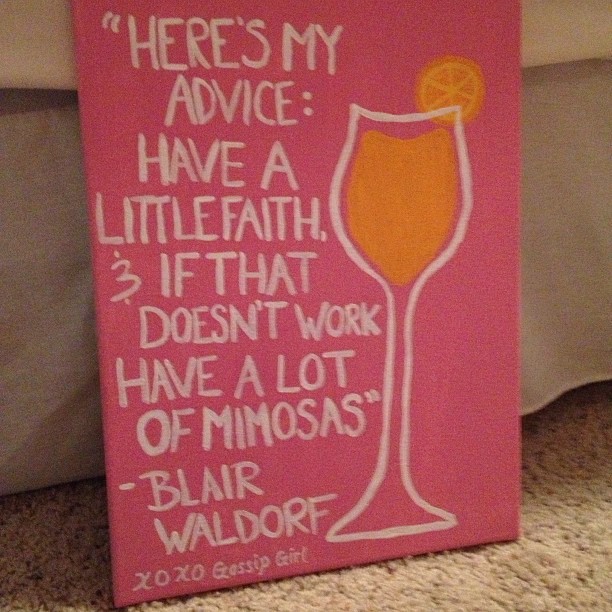 "HERE'S MY
ADVICE:
HAVE A
LITTLE FAITH.
& IF THAT
DOESN'T WORK
HAVE A LOT
OF MIMOSAS"
-BLAIR
WALDORF
XOXO Gossip Girl